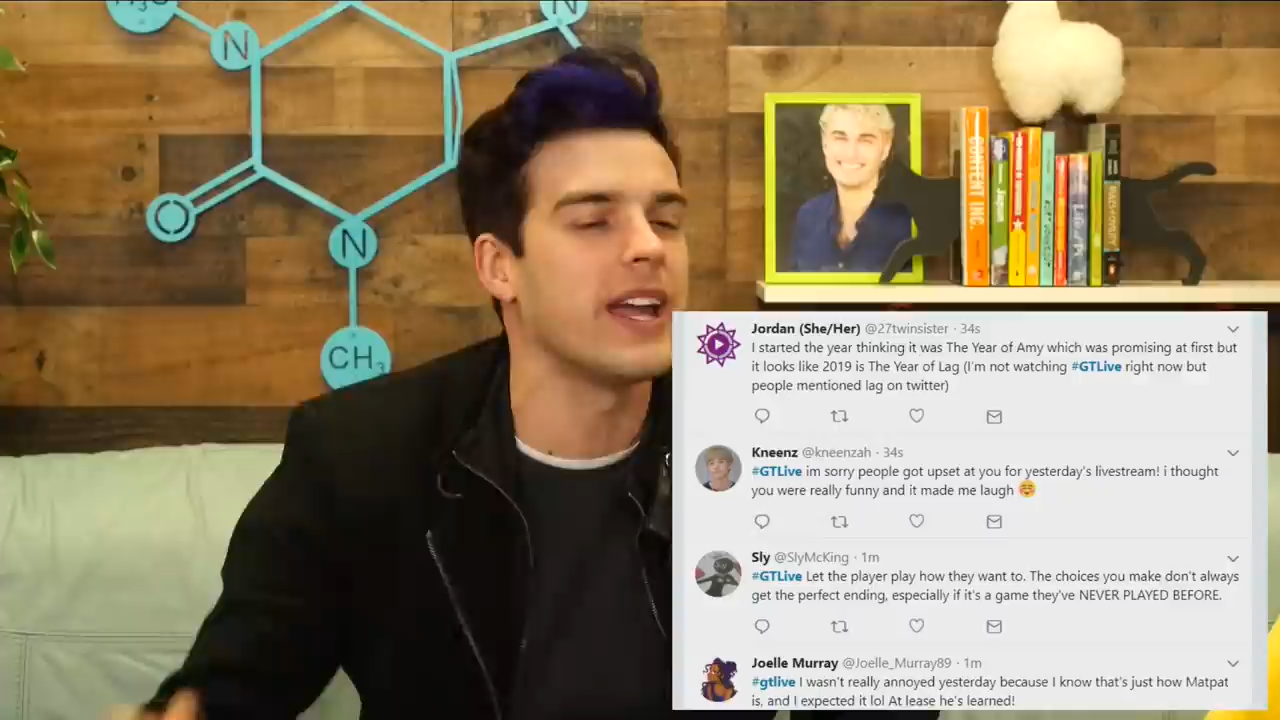 H₃C
N
N
N
O
CH₃
CONTENT INC.
Jordan (She/Her) @27twinsister · 34s
I started the year thinking it was The Year of Amy which was promising at first but
it looks like 2019 is The Year of Lag (I'm not watching #GTLive right now but
people mentioned lag on twitter)
Kneenz @kneenzah · 34s
#GTLive im sorry people got upset at you for yesterday's livestream! i thought
you were really funny and it made me laugh ☺️
Sly @SlyMcKing · 1m
#GTLive Let the player play how they want to. The choices you make don't always
get the perfect ending, especially if it's a game they've NEVER PLAYED BEFORE.
Joelle Murray @Joelle_Murray89 · 1m
#gtlive I wasn't really annoyed yesterday because I know that's just how Matpat
is, and I expected it lol At lease he's learned!